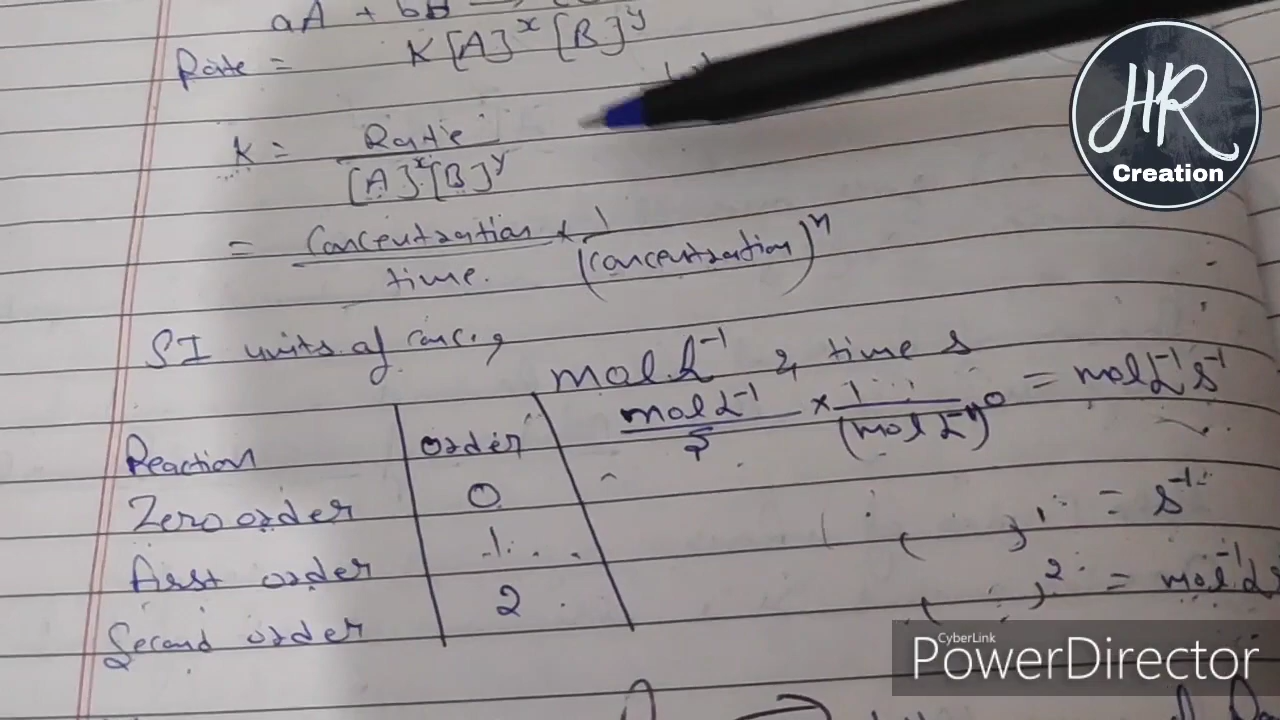 aA + bB
Rate = K[A]^x [B]^y
K = Rate / [A]^x [B]^y
= Concentration / time. × 1 / (concentration)^n
SI units of conc., mol L⁻¹ & time s
Reaction | order | mol L⁻¹ / s × 1 / (mol L⁻¹)⁰ = mol L⁻¹ s⁻¹
Zero order | 0
first order | 1 ( )¹ = s⁻¹
Second order | 2 ( )² = mol⁻¹ L s
HR
Creation
CyberLink
PowerDirector